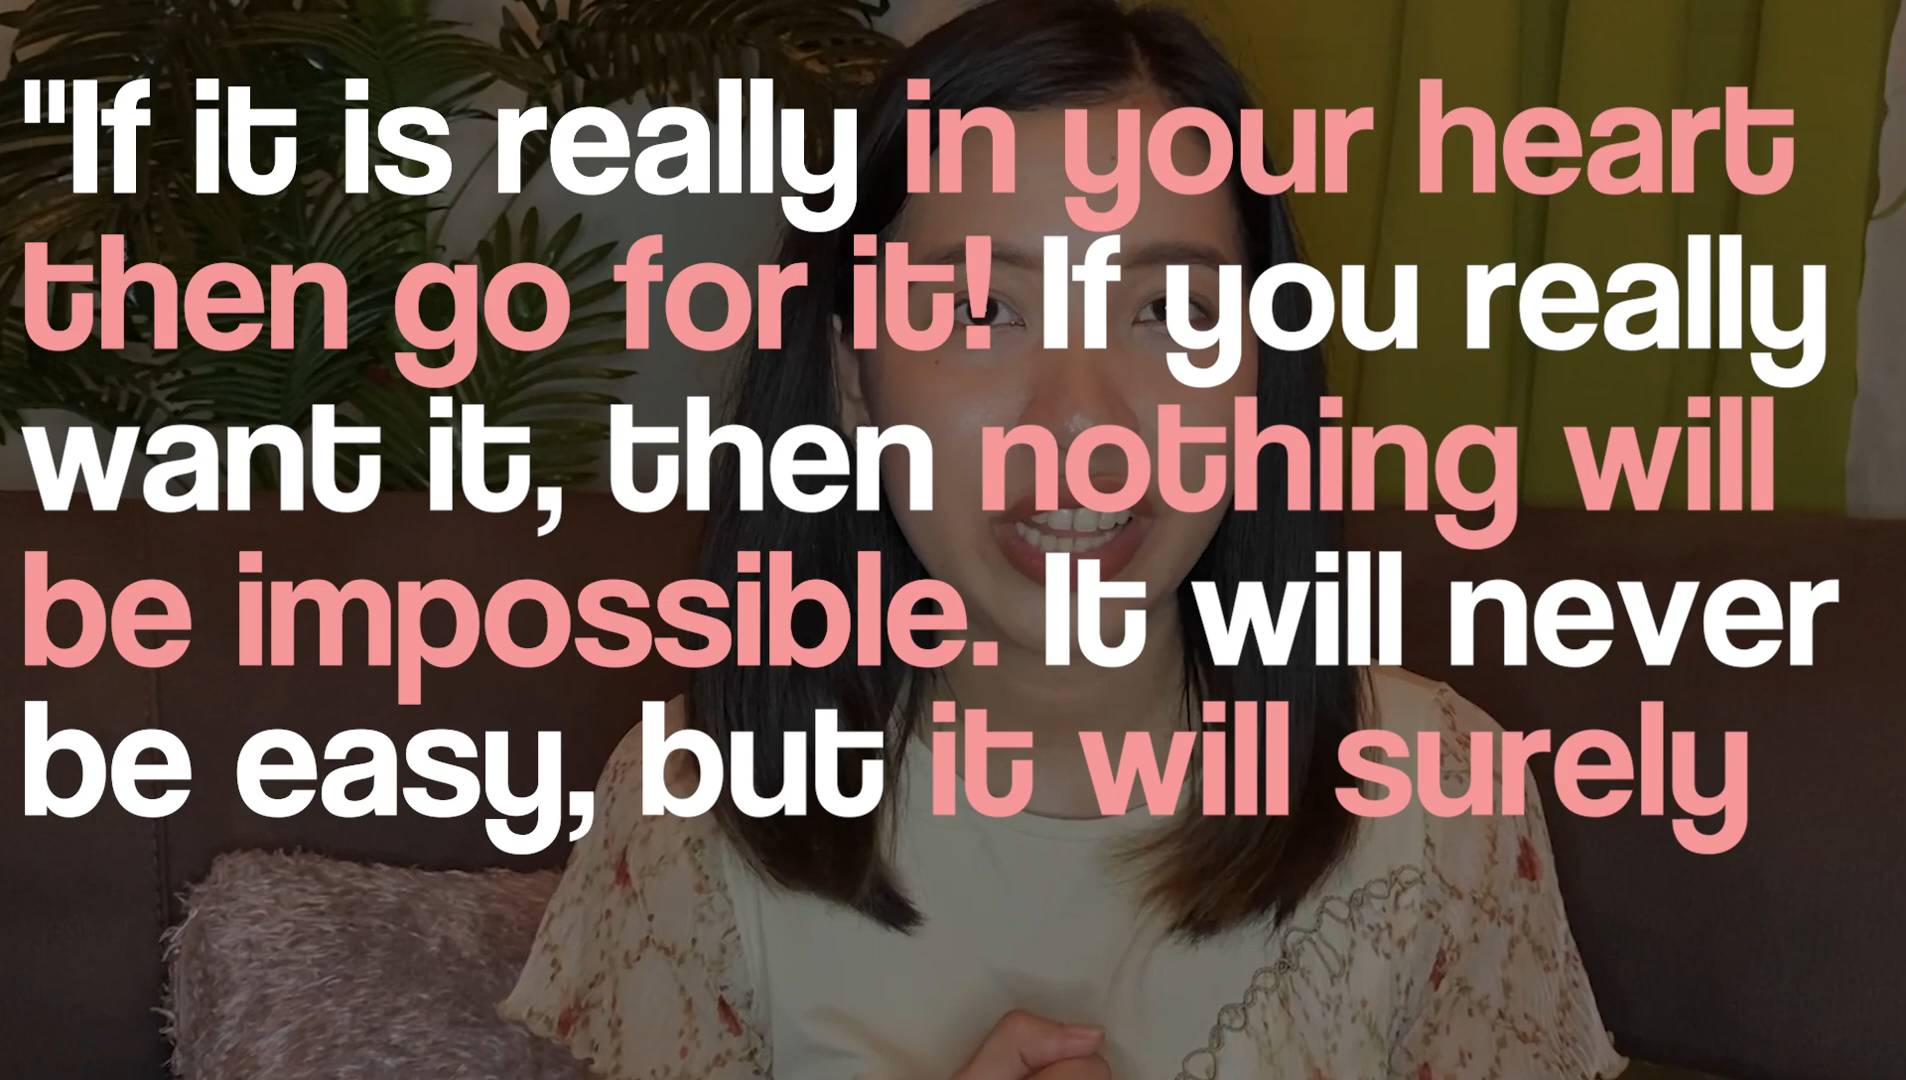 "If it is really in your heart
then go for it! If you really
want it, then nothing will
be impossible. It will never
be easy, but it will surely